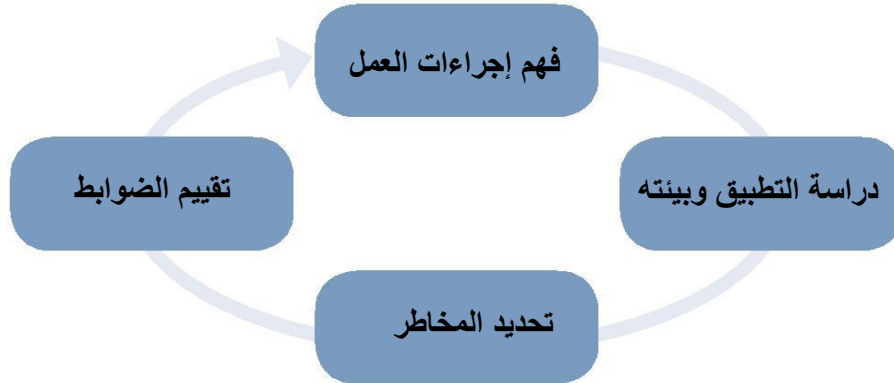 فهم إجراءات العمل
دراسة التطبيق وبيئته
تحديد المخاطر
تقييم الضوابط